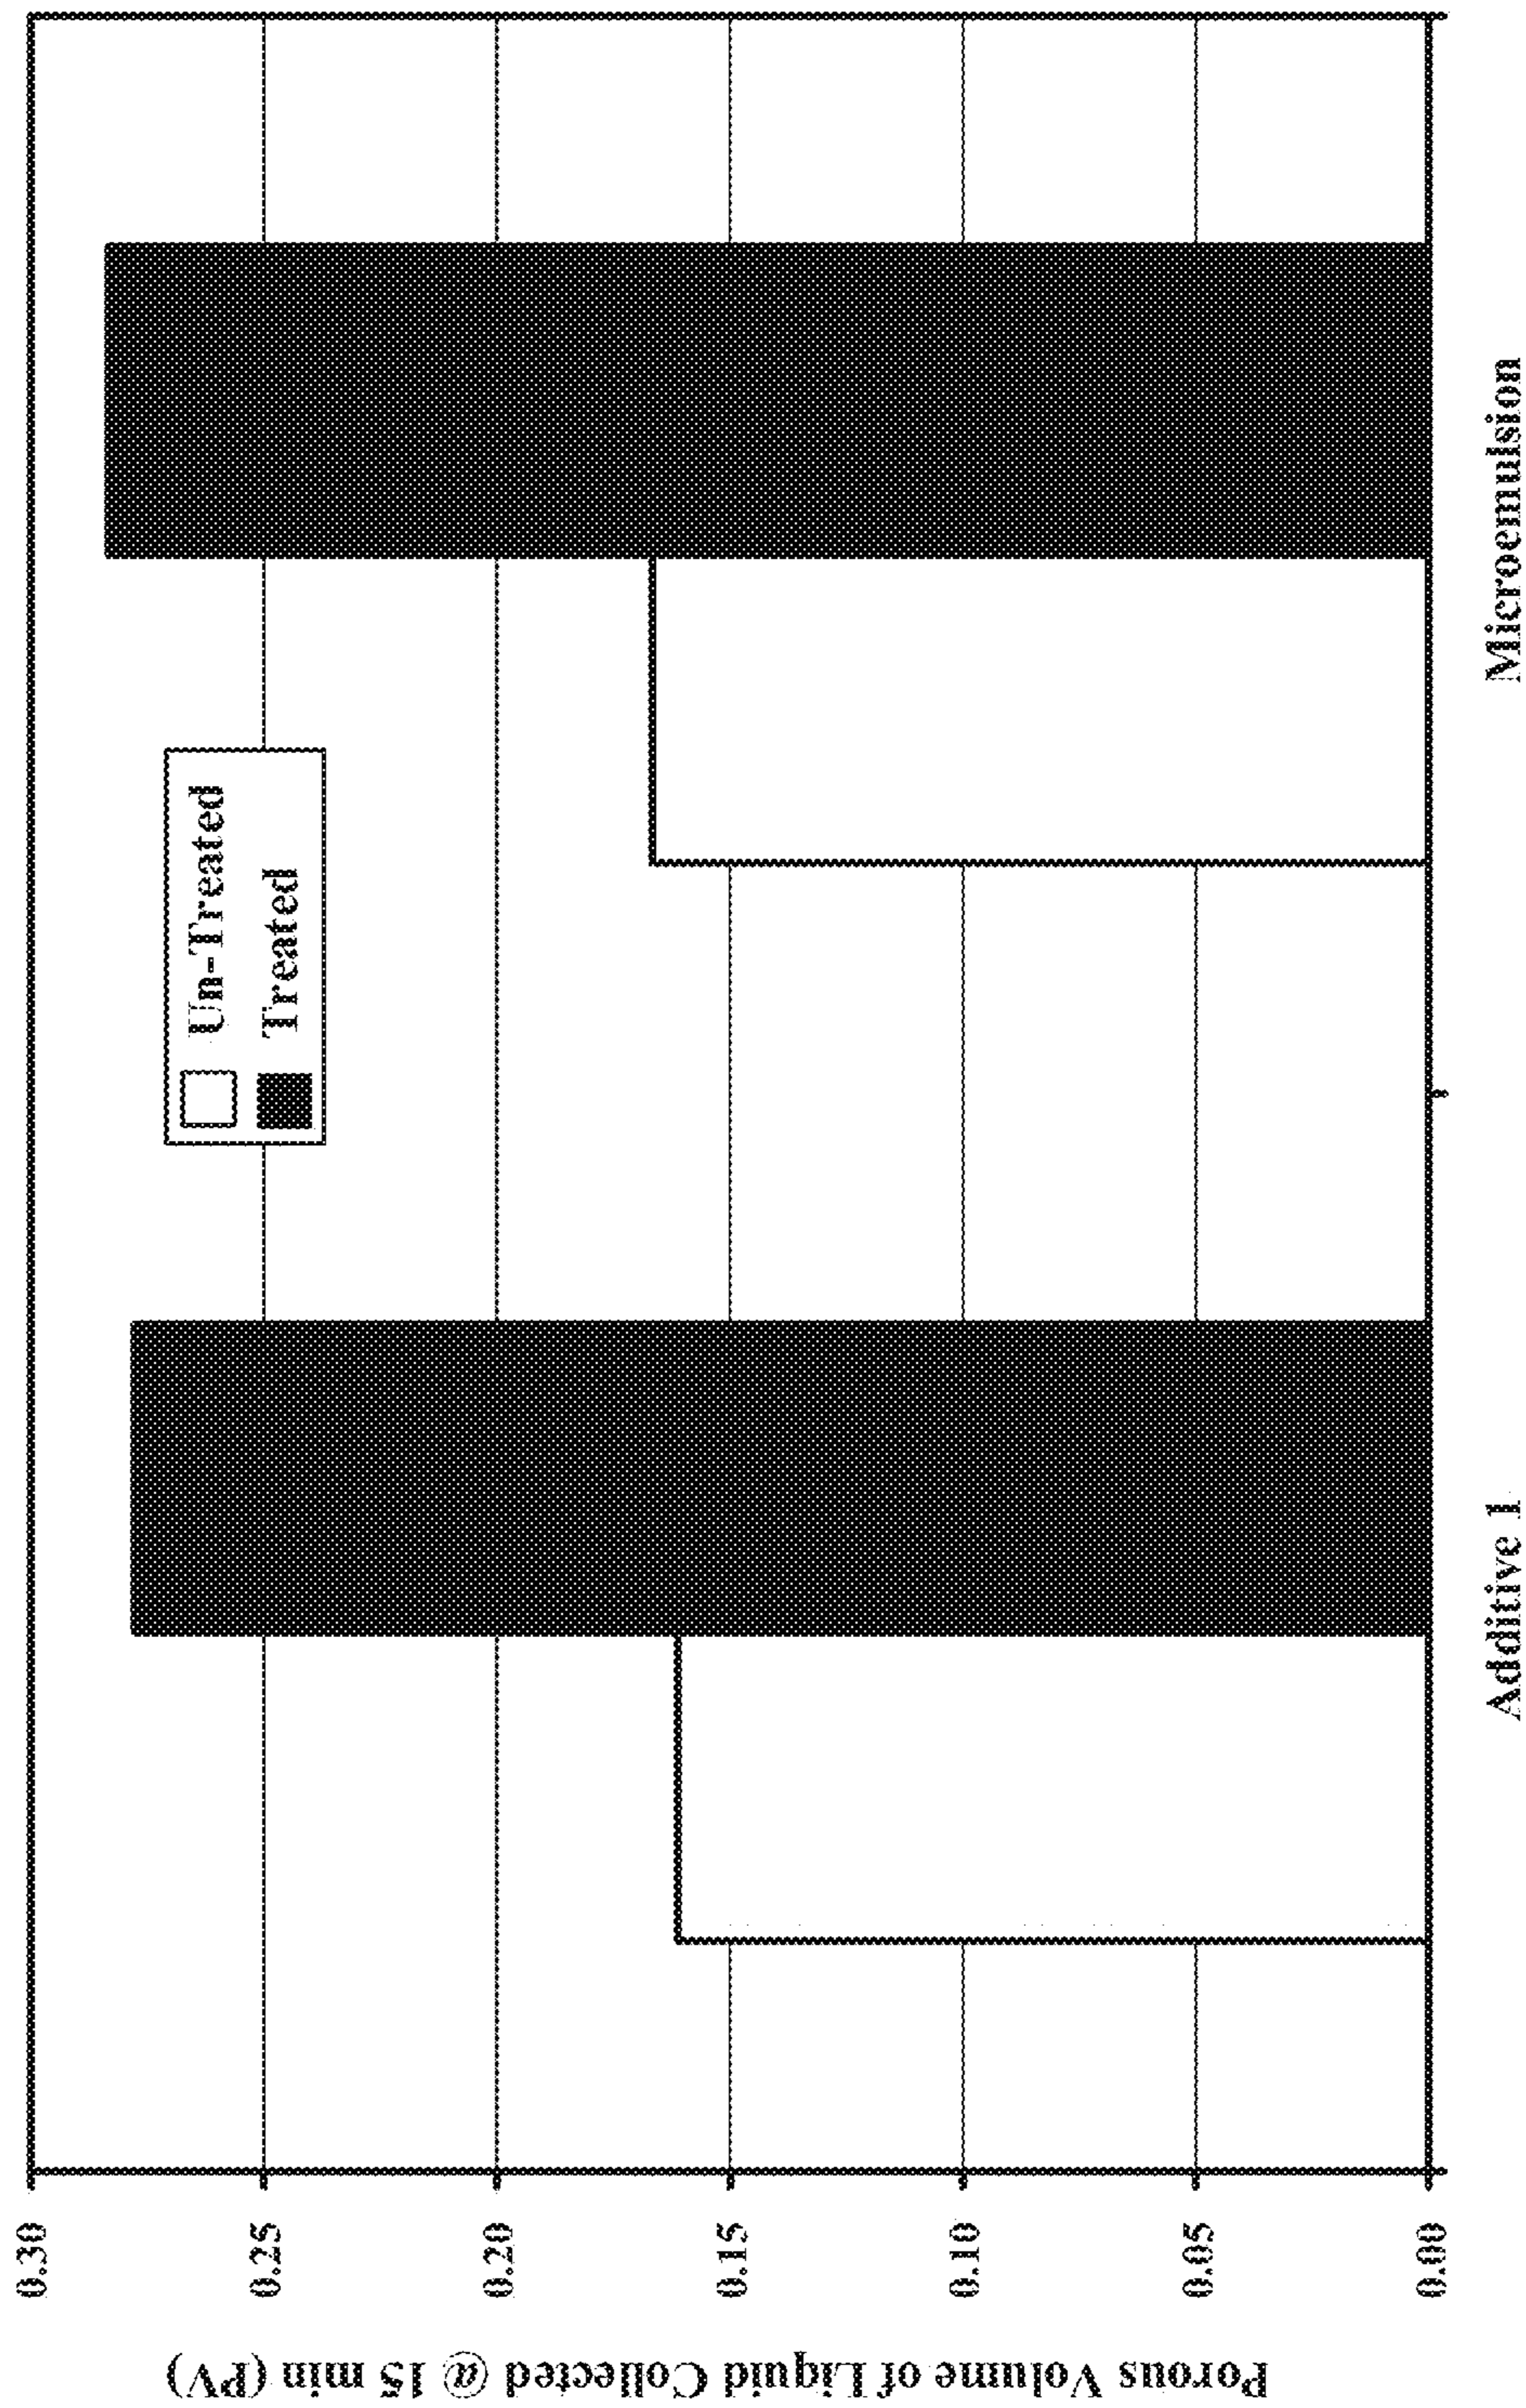 Porous Volume of Liquid Collected @ 15 min (PV)
0.30
0.25
0.20
0.15
0.10
0.05
0.00
Un-Treated
Treated
Additive 1
Microemulsion